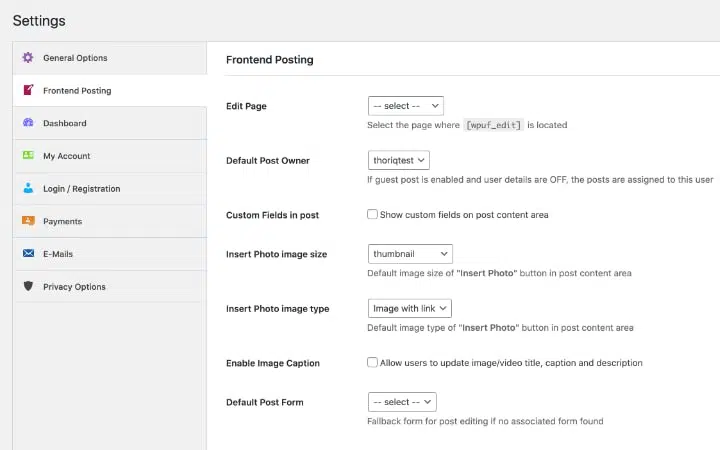 Settings
General Options
Frontend Posting
Dashboard
My Account
Login / Registration
Payments
E-Mails
Privacy Options
Frontend Posting
Edit Page
-- select --
Select the page where [wpuf_edit] is located
Default Post Owner
thoriqtest
If guest post is enabled and user details are OFF, the posts are assigned to this user
Custom Fields in post
Show custom fields on post content area
Insert Photo image size
thumbnail
Default image size of "Insert Photo" button in post content area
Insert Photo image type
Image with link
Default image type of "Insert Photo" button in post content area
Enable Image Caption
Allow users to update image/video title, caption and description
Default Post Form
-- select --
Fallback form for post editing if no associated form found